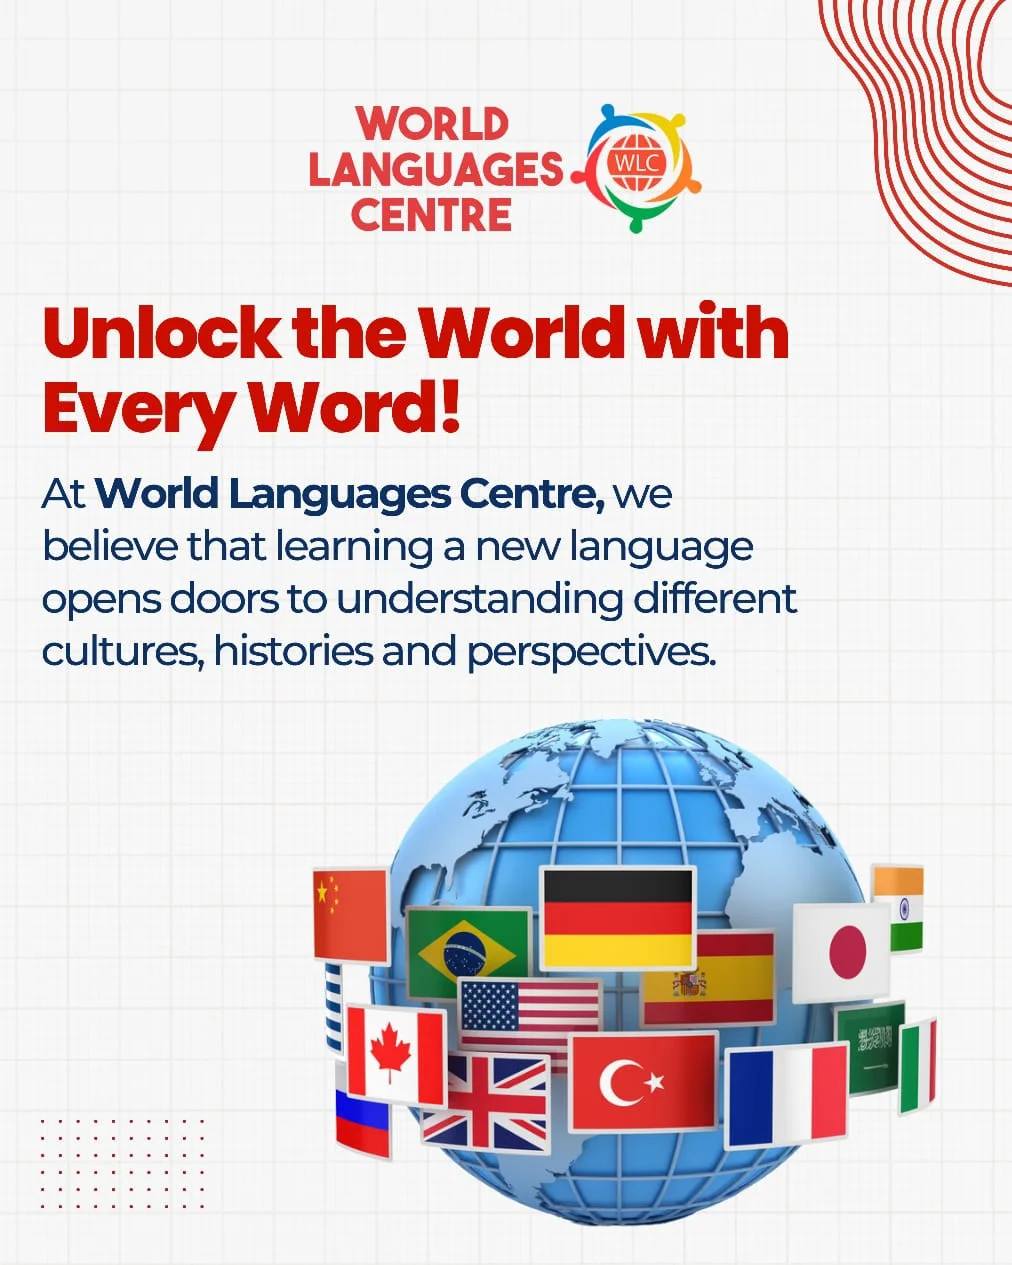 WORLD
LANGUAGES
CENTRE
WLC
Unlock the World with
Every Word!
At World Languages Centre, we
believe that learning a new language
opens doors to understanding different
cultures, histories and perspectives.